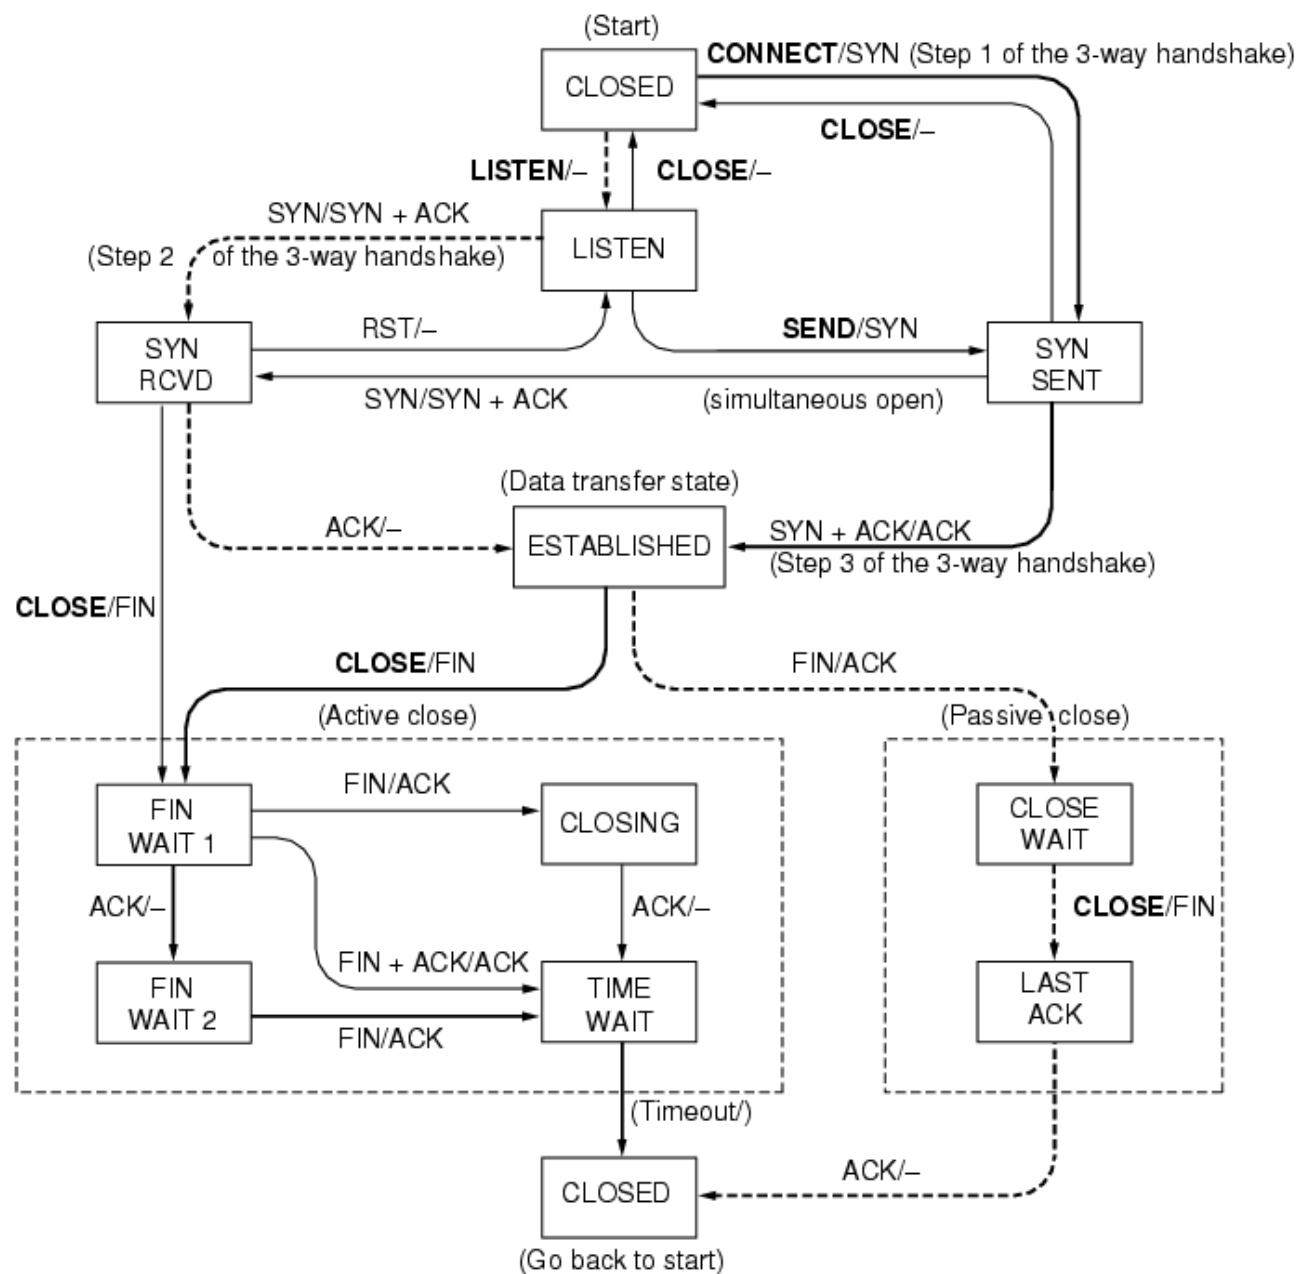 (Start)
CLOSED
CONNECT/SYN (Step 1 of the 3-way handshake)
CLOSE/–
LISTEN/–
CLOSE/–
SYN/SYN + ACK
(Step 2 of the 3-way handshake)
LISTEN
RST/–
SEND/SYN
SYN
RCVD
SYN
SENT
SYN/SYN + ACK
(simultaneous open)
(Data transfer state)
ACK/–
ESTABLISHED
SYN + ACK/ACK
(Step 3 of the 3-way handshake)
CLOSE/FIN
CLOSE/FIN
FIN/ACK
(Active close)
(Passive close)
FIN/ACK
FIN
WAIT 1
CLOSING
CLOSE
WAIT
ACK/–
ACK/–
CLOSE/FIN
FIN + ACK/ACK
FIN
WAIT 2
TIME
WAIT
LAST
ACK
FIN/ACK
(Timeout/)
CLOSED
ACK/–
(Go back to start)